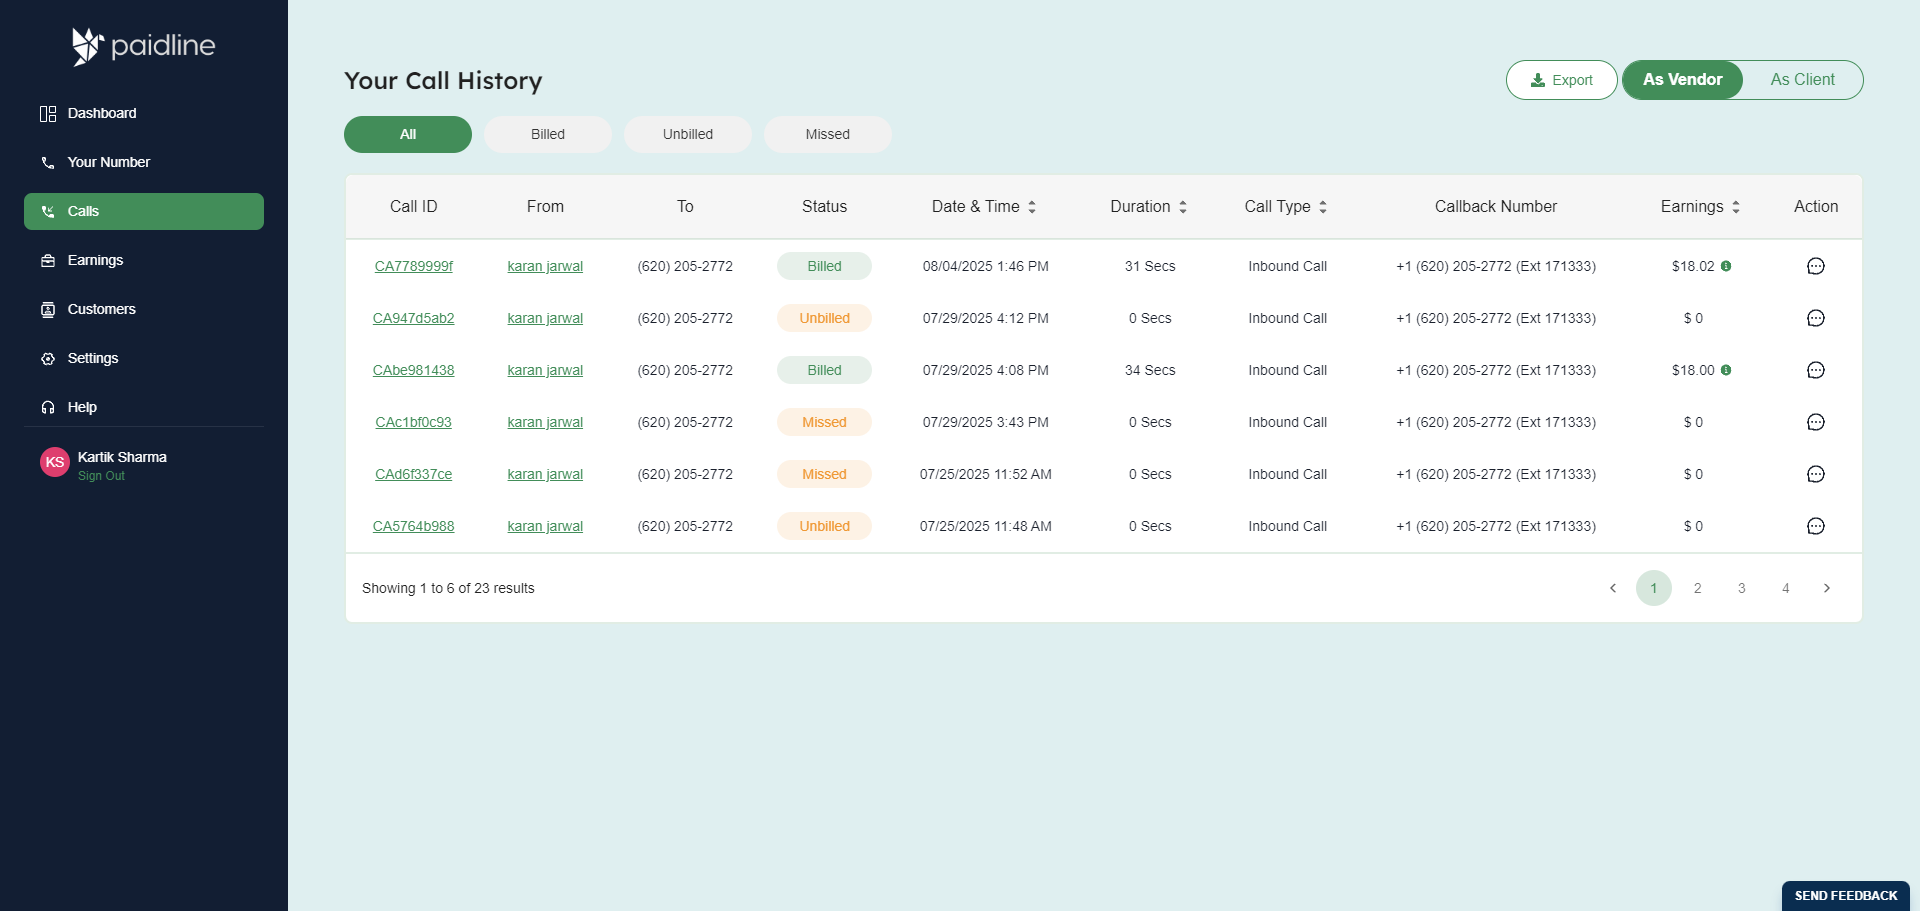 paidline
Dashboard
Your Number
Calls
Earnings
Customers
Settings
Help
KS
Kartik Sharma
Sign Out
Your Call History
Export
As Vendor
As Client
All
Billed
Unbilled
Missed
Call ID From To Status Date & Time Duration Call Type Callback Number Earnings Action
CA7789999f karan jarwal (620) 205-2772 Billed 08/04/2025 1:46 PM 31 Secs Inbound Call +1 (620) 205-2772 (Ext 171333) $18.02
CA947d5ab2 karan jarwal (620) 205-2772 Unbilled 07/29/2025 4:12 PM 0 Secs Inbound Call +1 (620) 205-2772 (Ext 171333) $ 0
CAbe981438 karan jarwal (620) 205-2772 Billed 07/29/2025 4:08 PM 34 Secs Inbound Call +1 (620) 205-2772 (Ext 171333) $18.00
CAc1bf0c93 karan jarwal (620) 205-2772 Missed 07/29/2025 3:43 PM 0 Secs Inbound Call +1 (620) 205-2772 (Ext 171333) $ 0
CAd6f337ce karan jarwal (620) 205-2772 Missed 07/25/2025 11:52 AM 0 Secs Inbound Call +1 (620) 205-2772 (Ext 171333) $ 0
CA5764b988 karan jarwal (620) 205-2772 Unbilled 07/25/2025 11:48 AM 0 Secs Inbound Call +1 (620) 205-2772 (Ext 171333) $ 0
Showing 1 to 6 of 23 results
1 2 3 4
SEND FEEDBACK